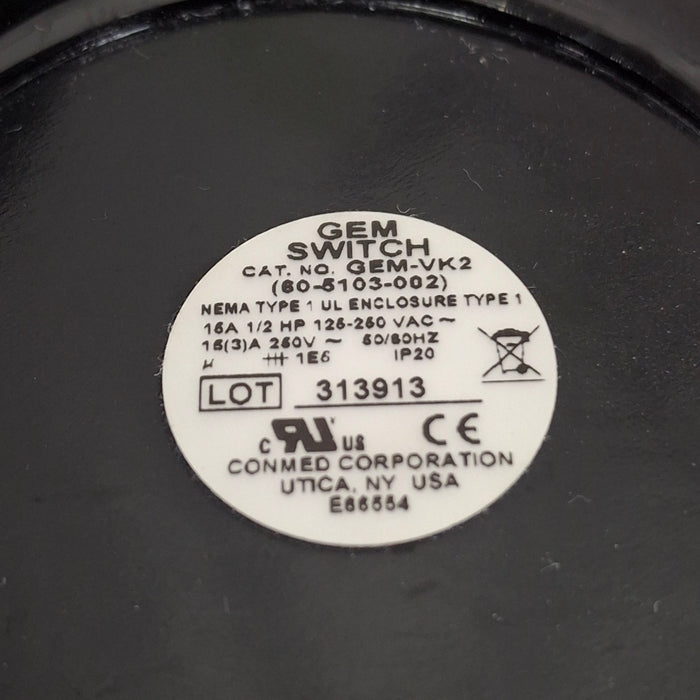 GEM
SWITCH
CAT. NO. GEM-VK2
(60-5103-002)
NEMA TYPE 1 UL ENCLOSURE TYPE 1
15A 1/2 HP 125-250 VAC ~
16(3)A 250V ~ 50/60HZ
µ 1E6 IP20
LOT 313913
C RU US CE
CONMED CORPORATION
UTICA, NY USA
E66554